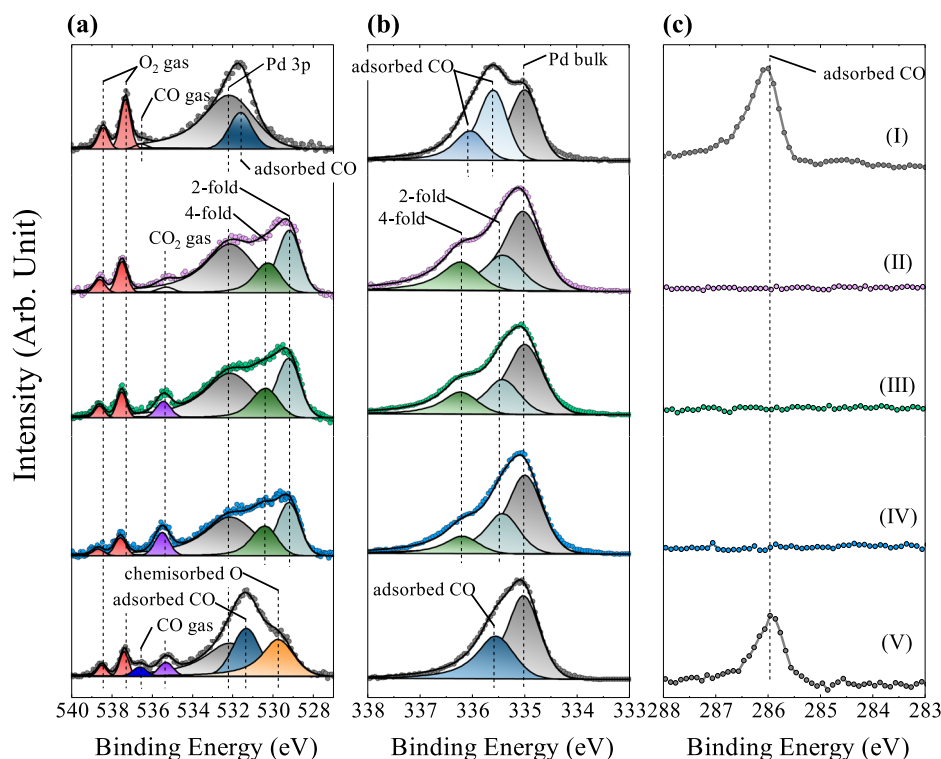 (a)
(b)
(c)
O2 gas
Pd 3p
CO gas
adsorbed CO
2-fold
4-fold
CO2 gas
chemisorbed O
adsorbed CO
CO gas
adsorbed CO
Pd bulk
2-fold
4-fold
adsorbed CO
adsorbed CO
(I)
(II)
(III)
(IV)
(V)
Intensity (Arb. Unit)
540 538 536 534 532 530 528
338 337 336 335 334 333
288 287 286 285 284 283
Binding Energy (eV)
Binding Energy (eV)
Binding Energy (eV)